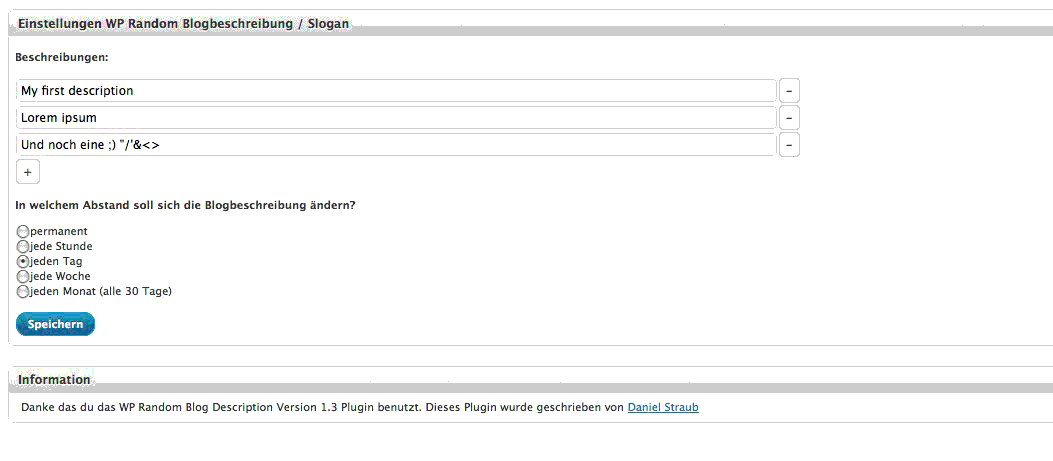 Einstellungen WP Random Blogbeschreibung / Slogan
Beschreibungen:
My first description
-
Lorem ipsum
-
Und noch eine ;) "/'&<>
-
+
In welchem Abstand soll sich die Blogbeschreibung ändern?
permanent
jede Stunde
jeden Tag
jede Woche
jeden Monat (alle 30 Tage)
Speichern
Information
Danke das du das WP Random Blog Description Version 1.3 Plugin benutzt. Dieses Plugin wurde geschrieben von Daniel Straub